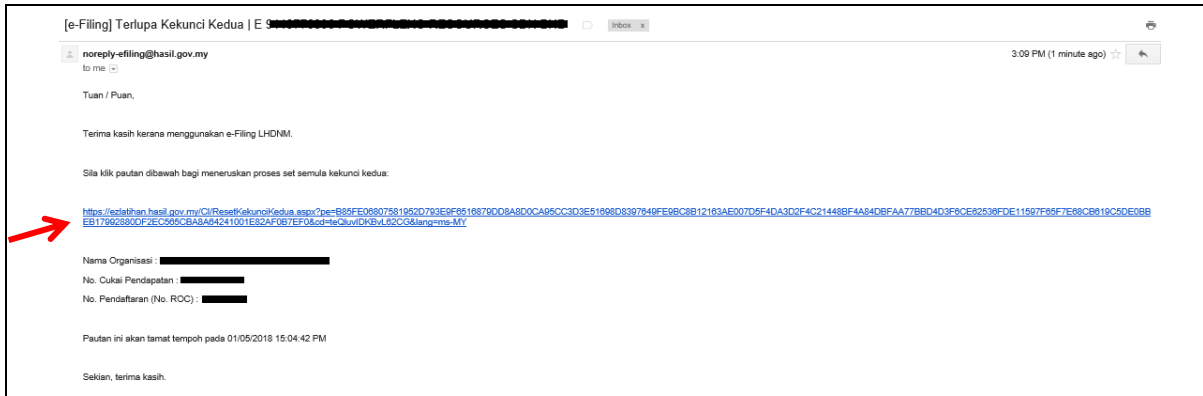 [e-Filing] Terlupa Kekunci Kedua | E
Inbox x
noreply-efiling@hasil.gov.my
3:09 PM (1 minute ago)
to me
Tuan / Puan,
Terima kasih kerana menggunakan e-Filing LHDNM.
Sila klik pautan dibawah bagi meneruskan proses set semula kekunci kedua:
https://ezlatihan.hasil.gov.my/CI/ResetKekunciKedua.aspx?pe=B85FE06807581952D793E9F6516879DD8A8D0CA95CC3D3E51698D8397649FE9BC8B12163AE007D5F4DA3D2F4C21448BF4A84DBFAA77BBD4D3F6CE62536FDE11597F65F7E68CB619C5DE0BB
EB17992880DF2EC565CBA8A64241001E82AF0B7EF0&cd=teQluvlDKBvL62CG&lang=ms-MY
Nama Organisasi :
No. Cukai Pendapatan :
No. Pendaftaran (No. ROC) :
Pautan ini akan tamat tempoh pada 01/05/2018 15:04:42 PM
Sekian, terima kasih.